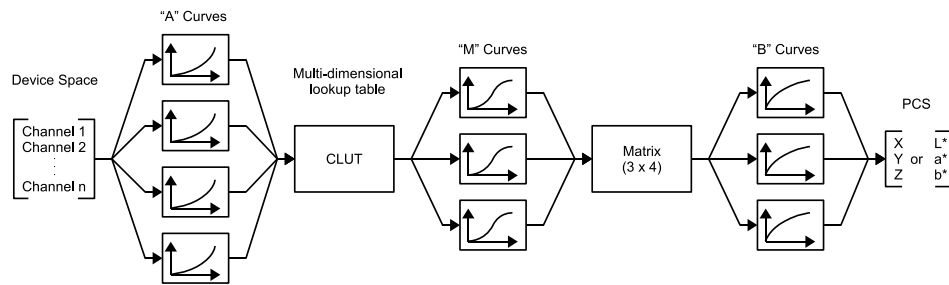 Device Space
Channel 1
Channel 2
.
.
.
Channel n
“A” Curves
Multi-dimensional
lookup table
CLUT
“M” Curves
Matrix
(3 x 4)
“B” Curves
PCS
X L*
Y or a*
Z b*